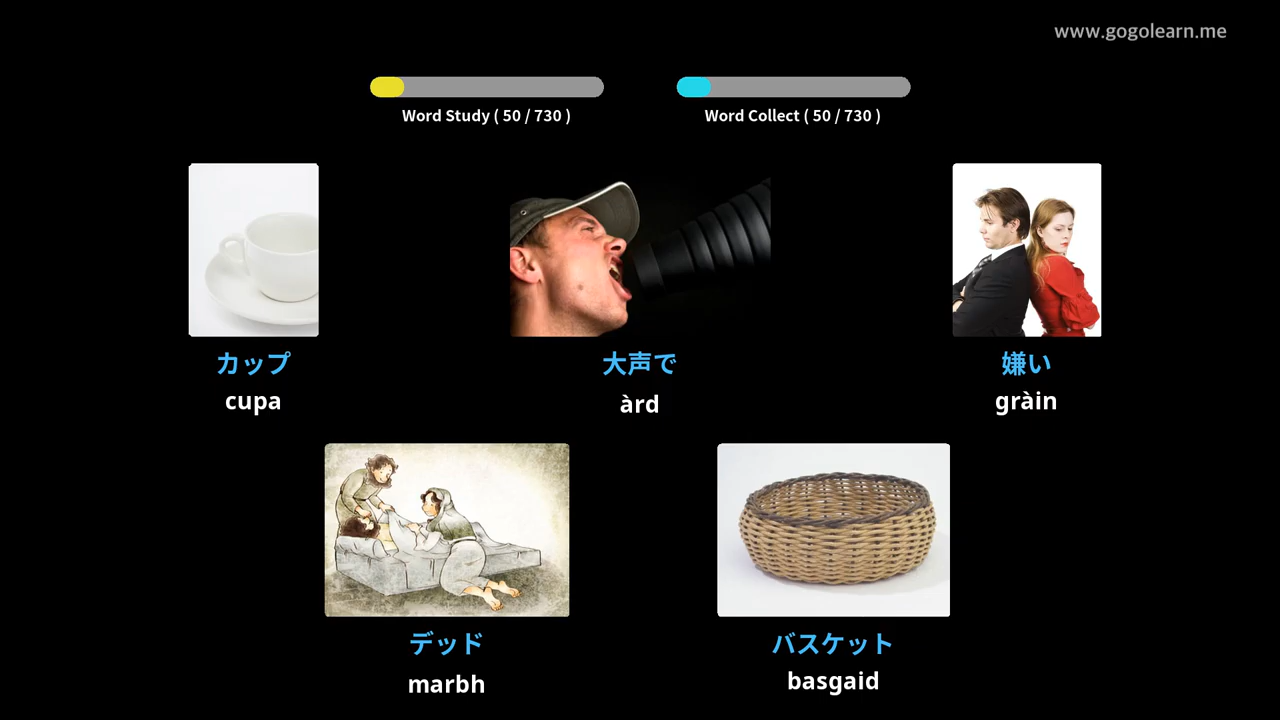 www.gogolearn.me
Word Study ( 50 / 730 )
Word Collect ( 50 / 730 )
カップ
cupa
大声で
àrd
嫌い
gràin
デッド
marbh
バスケット
basgaid